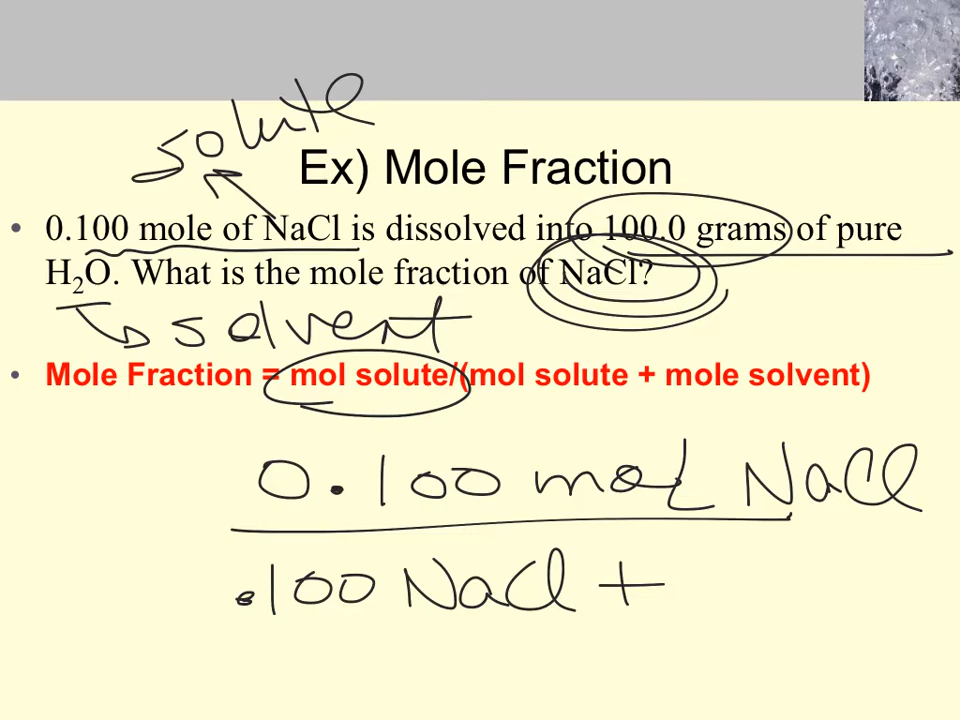 solute
Ex) Mole Fraction
• 0.100 mole of NaCl is dissolved into 100.0 grams of pure
H₂O. What is the mole fraction of NaCl?
solvent
• Mole Fraction = mol solute/(mol solute + mole solvent)
0.100 mol NaCl
.100 NaCl +